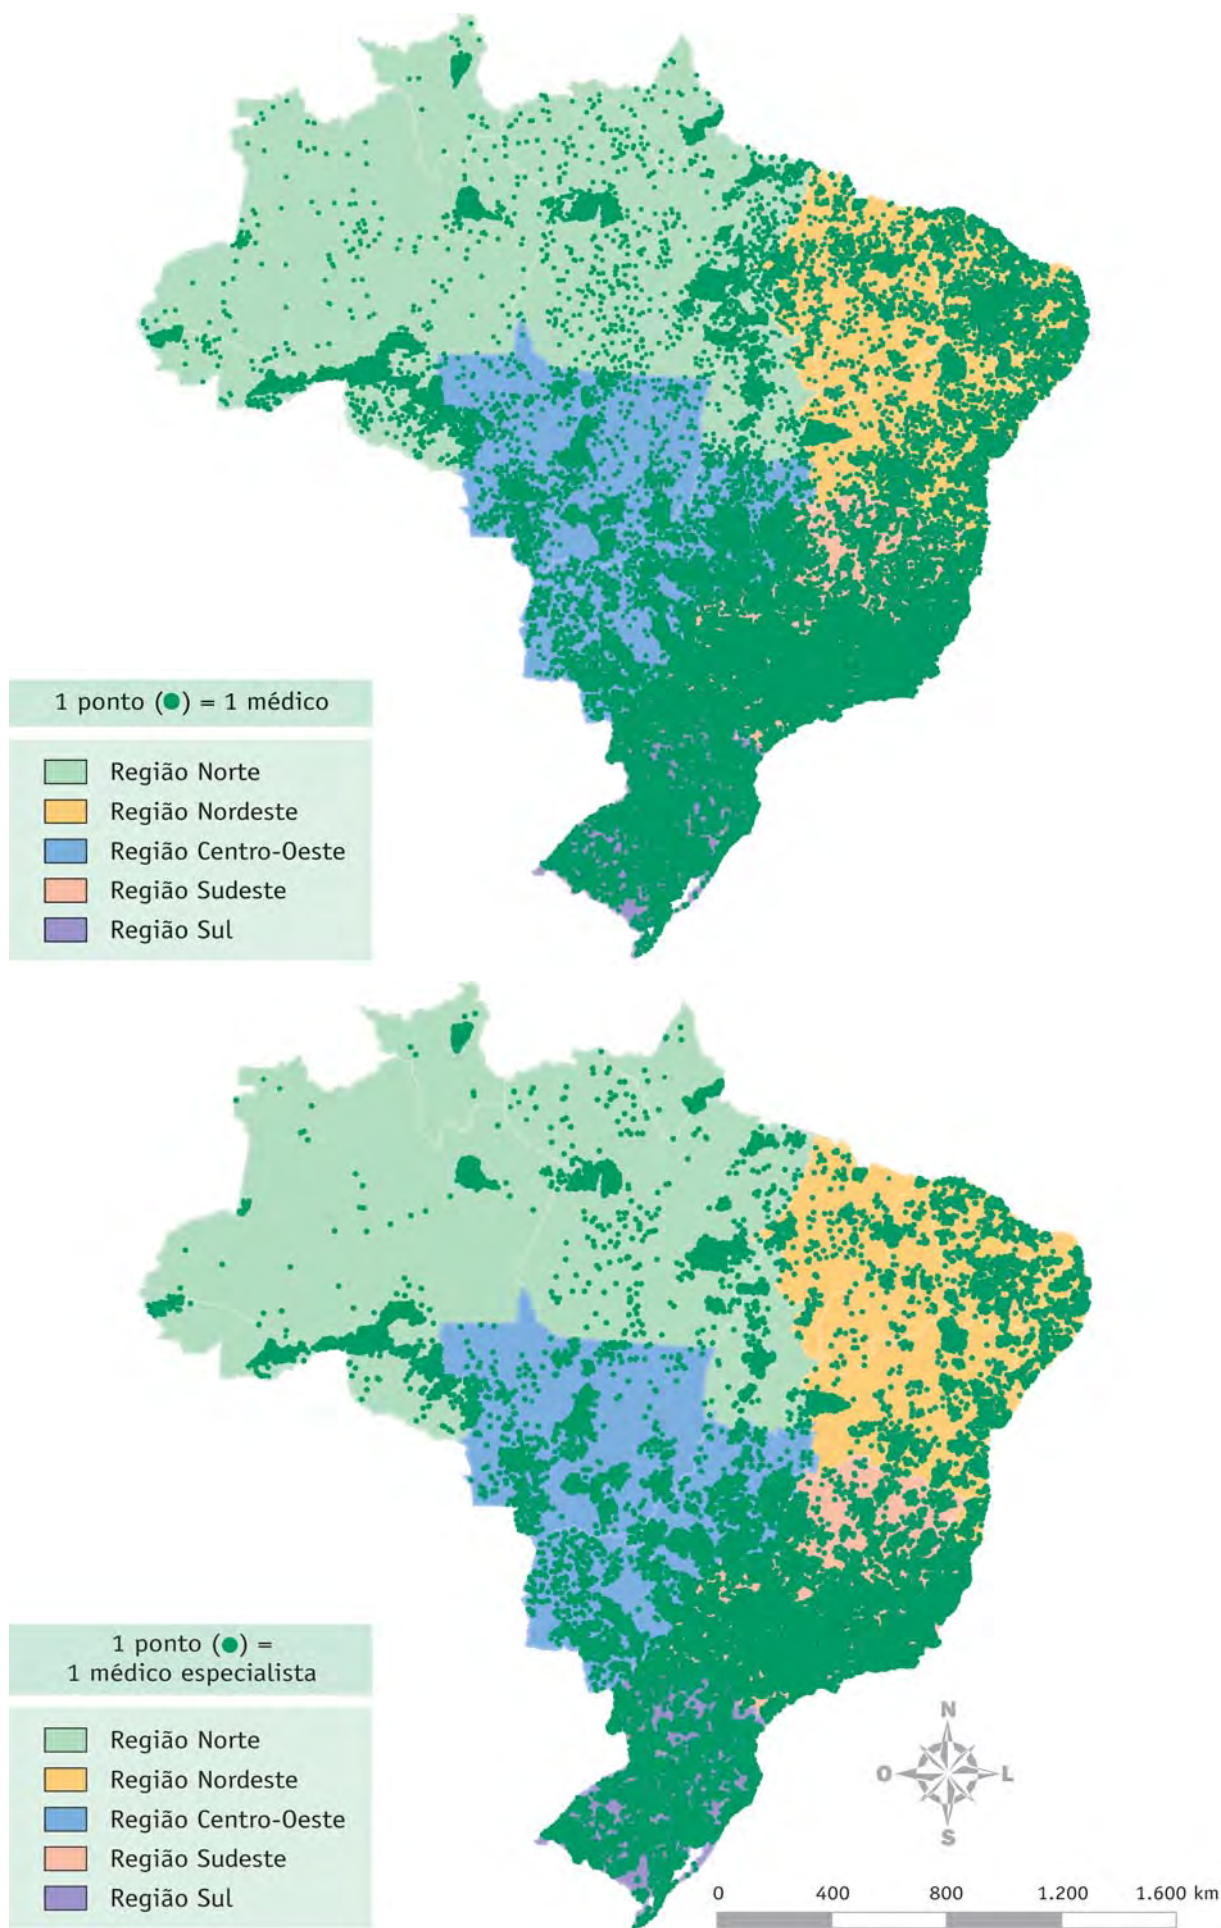 1 ponto (●) = 1 médico
Região Norte
Região Nordeste
Região Centro-Oeste
Região Sudeste
Região Sul
1 ponto (●) =
1 médico especialista
Região Norte
Região Nordeste
Região Centro-Oeste
Região Sudeste
Região Sul
N
O
L
S
0 400 800 1.200 1.600 km